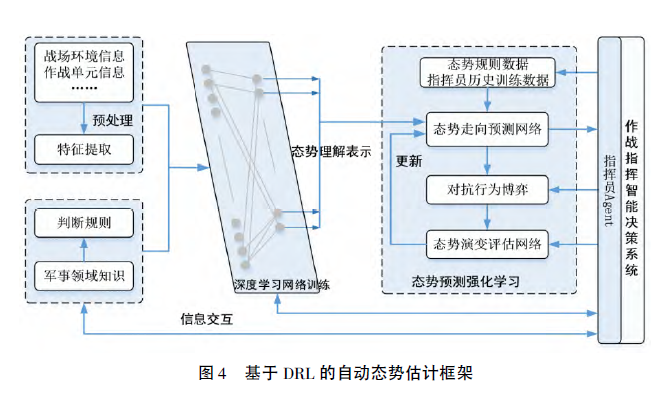 战场环境信息
作战单元信息
……
预处理
特征提取
判断规则
军事领域知识
深度学习网络训练
态势理解表示
态势规则数据
指挥员历史训练数据
态势走向预测网络
更新
对抗行为博弈
态势演变评估网络
态势预测强化学习
指挥员Agent
作战指挥智能决策系统
信息交互
图 4 基于 DRL 的自动态势估计框架